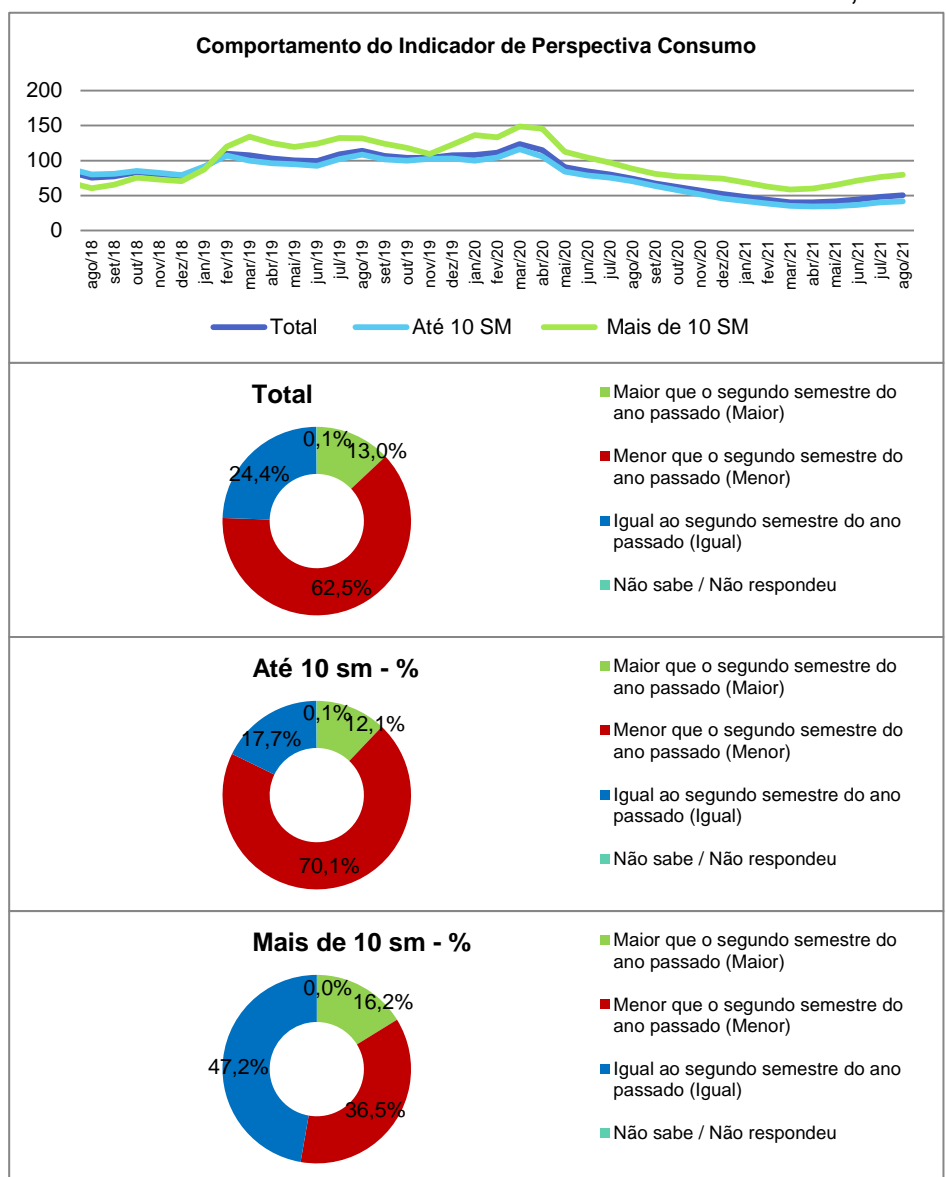 Comportamento do Indicador de Perspectiva Consumo
200
150
100
50
0
ago/18
set/18
out/18
nov/18
dez/18
jan/19
fev/19
mar/19
abr/19
mai/19
jun/19
jul/19
ago/19
set/19
out/19
nov/19
dez/19
jan/20
fev/20
mar/20
abr/20
mai/20
jun/20
jul/20
ago/20
set/20
out/20
nov/20
dez/20
jan/21
fev/21
mar/21
abr/21
mai/21
jun/21
jul/21
ago/21
Total
Até 10 SM
Mais de 10 SM
Total
0,1%
13,0%
24,4%
62,5%
Maior que o segundo semestre do
ano passado (Maior)
Menor que o segundo semestre do
ano passado (Menor)
Igual ao segundo semestre do ano
passado (Igual)
Não sabe / Não respondeu
Até 10 sm - %
0,1%
12,1%
17,7%
70,1%
Maior que o segundo semestre do
ano passado (Maior)
Menor que o segundo semestre do
ano passado (Menor)
Igual ao segundo semestre do ano
passado (Igual)
Não sabe / Não respondeu
Mais de 10 sm - %
0,0%
16,2%
47,2%
36,5%
Maior que o segundo semestre do
ano passado (Maior)
Menor que o segundo semestre do
ano passado (Menor)
Igual ao segundo semestre do ano
passado (Igual)
Não sabe / Não respondeu